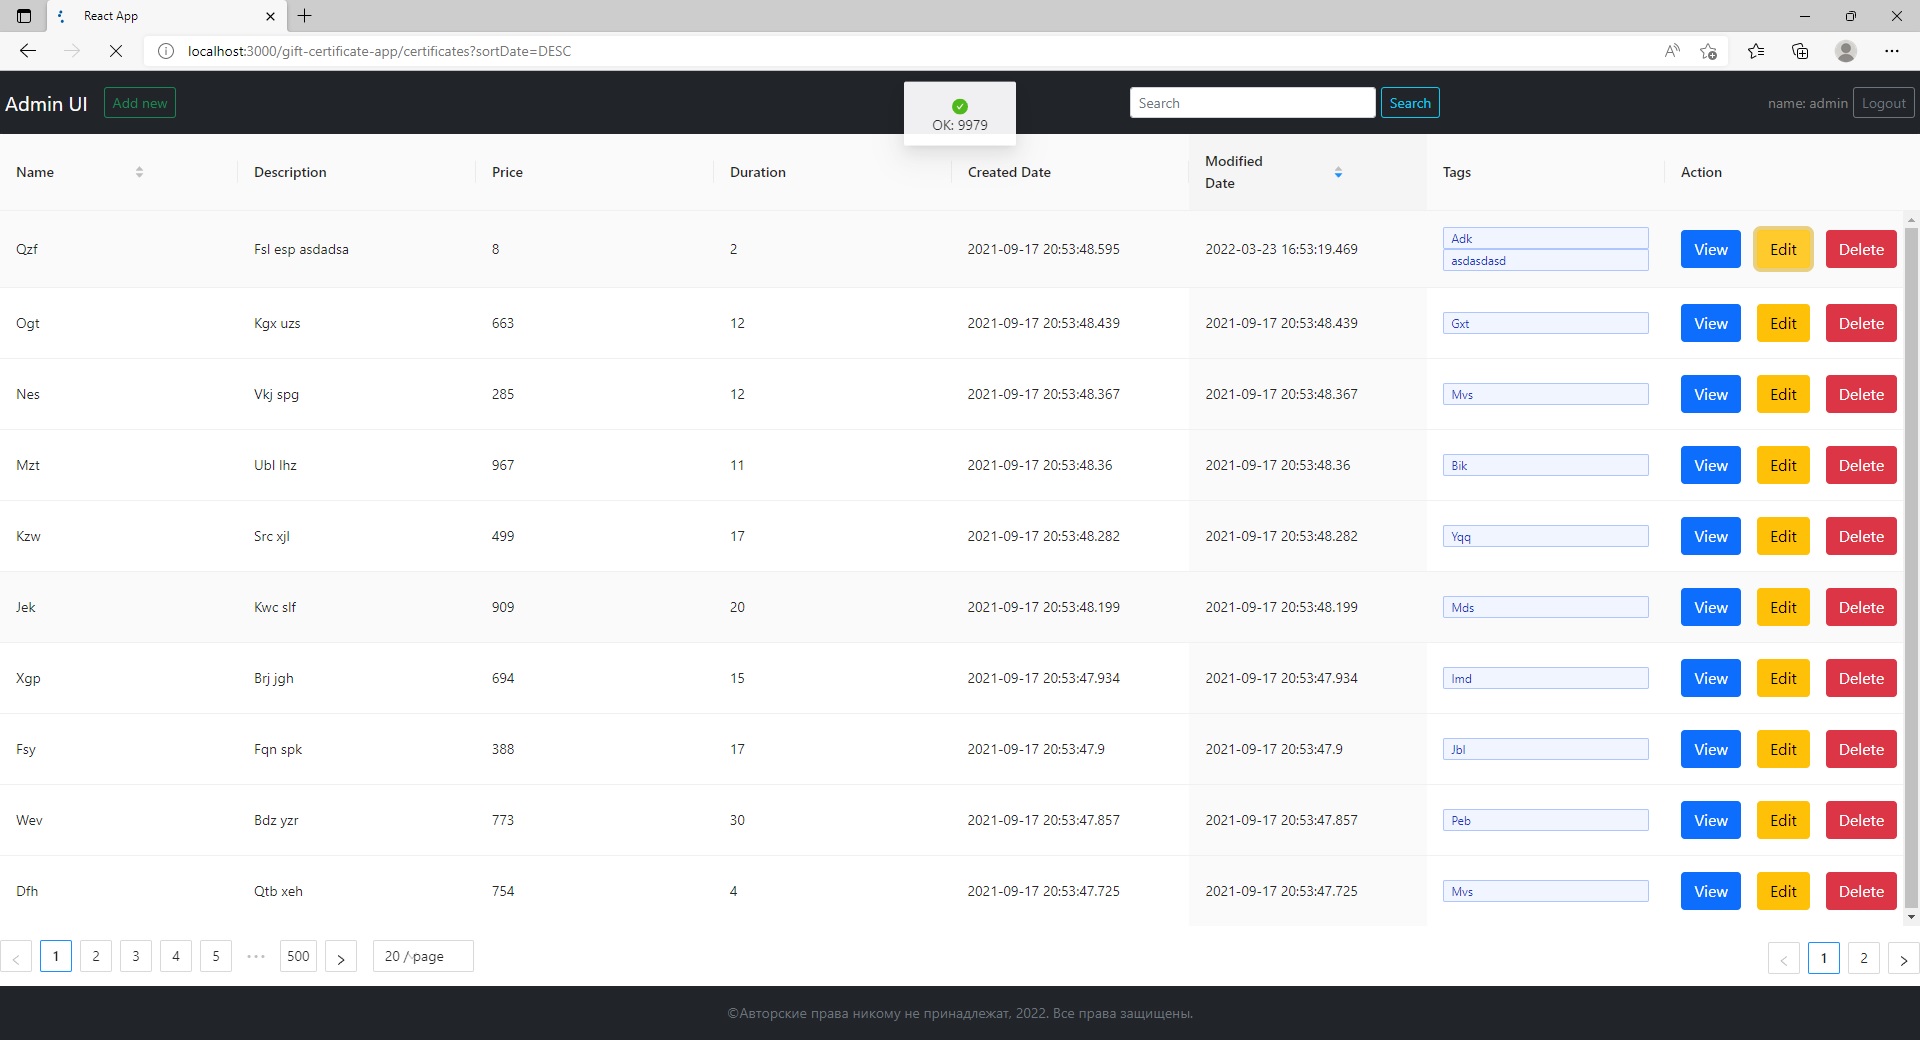 React App
localhost:3000/gift-certificate-app/certificates?sortDate=DESC
Admin UI Add new OK: 9979 Search Search name: admin Logout
Name Description Price Duration Created Date Modified Date Tags Action
Qzf Fsl esp asdadsa 8 2 2021-09-17 20:53:48.595 2022-03-23 16:53:19.469 Adk asdasdasd View Edit Delete
Ogt Kgx uzs 663 12 2021-09-17 20:53:48.439 2021-09-17 20:53:48.439 Gxt View Edit Delete
Nes Vkj spg 285 12 2021-09-17 20:53:48.367 2021-09-17 20:53:48.367 Mvs View Edit Delete
Mzt Ubl lhz 967 11 2021-09-17 20:53:48.36 2021-09-17 20:53:48.36 Bik View Edit Delete
Kzw Src xjl 499 17 2021-09-17 20:53:48.282 2021-09-17 20:53:48.282 Yqq View Edit Delete
Jek Kwc slf 909 20 2021-09-17 20:53:48.199 2021-09-17 20:53:48.199 Mds View Edit Delete
Xgp Brj jgh 694 15 2021-09-17 20:53:47.934 2021-09-17 20:53:47.934 Imd View Edit Delete
Fsy Fqn spk 388 17 2021-09-17 20:53:47.9 2021-09-17 20:53:47.9 Jbl View Edit Delete
Wev Bdz yzr 773 30 2021-09-17 20:53:47.857 2021-09-17 20:53:47.857 Peb View Edit Delete
Dfh Qtb xeh 754 4 2021-09-17 20:53:47.725 2021-09-17 20:53:47.725 Mvs View Edit Delete
< 1 2 3 4 5 ••• 500 > 20 / page < 1 2 >
©Авторские права никому не принадлежат, 2022. Все права защищены.